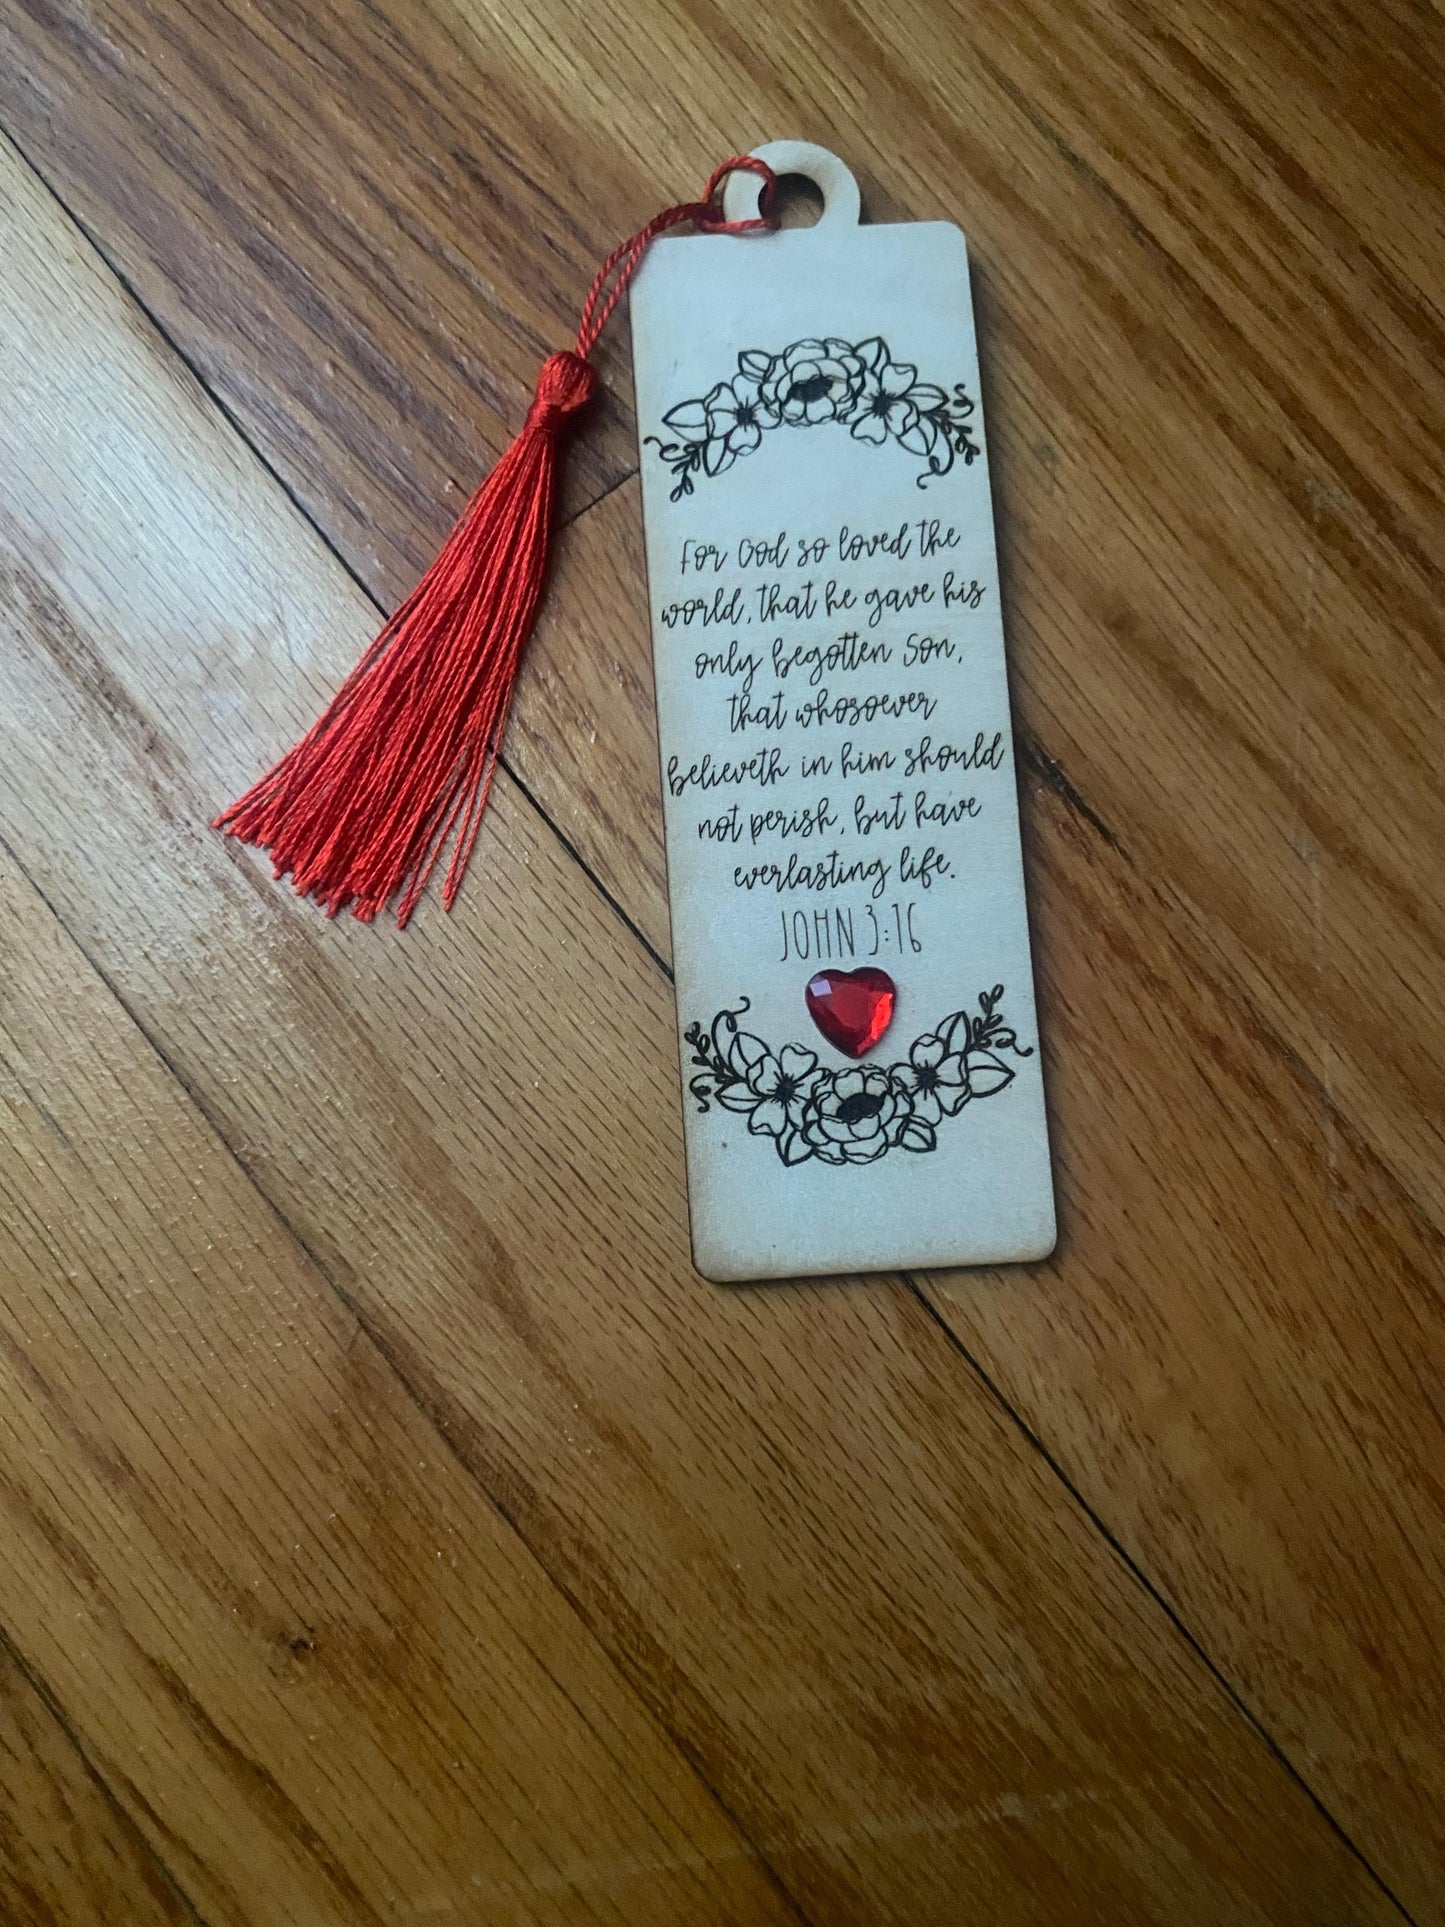 For God so loved the
world, that he gave his
only begotten Son,
that whosoever
believeth in him should
not perish, but have
everlasting life.
JOHN 3:16